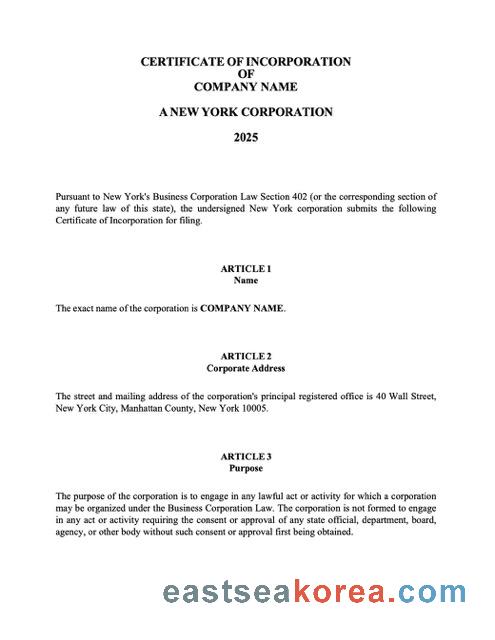 CERTIFICATE OF INCORPORATION
OF
COMPANY NAME
A NEW YORK CORPORATION
2025
Pursuant to New York's Business Corporation Law Section 402 (or the corresponding section of
any future law of this state), the undersigned New York corporation submits the following
Certificate of Incorporation for filing.
ARTICLE 1
Name
The exact name of the corporation is COMPANY NAME.
ARTICLE 2
Corporate Address
The street and mailing address of the corporation's principal registered office is 40 Wall Street,
New York City, Manhattan County, New York 10005.
ARTICLE 3
Purpose
The purpose of the corporation is to engage in any lawful act or activity for which a corporation
may be organized under the Business Corporation Law. The corporation is not formed to engage
in any act or activity requiring the consent or approval of any state official, department, board,
agency, or other body without such consent or approval first being obtained.
eastseakorea.com